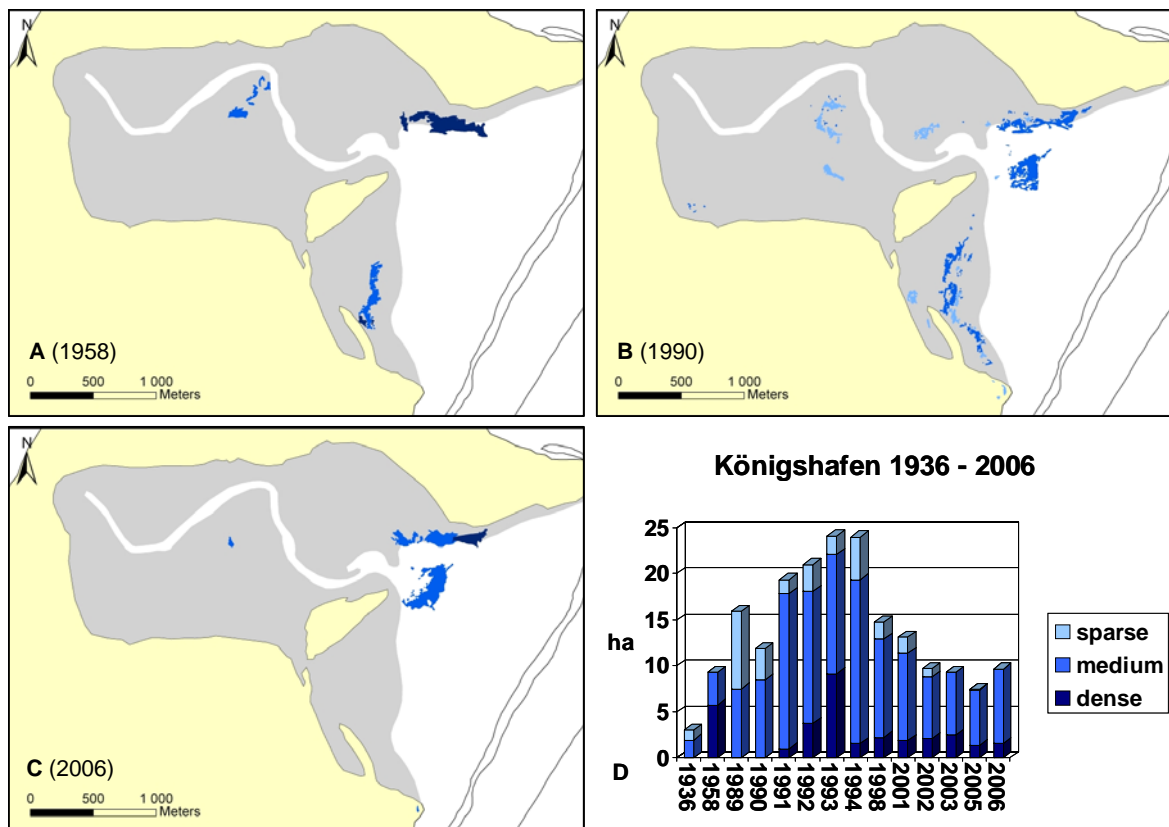 N
A (1958)
0 500 1 000
Meters
N
B (1990)
0 500 1 000
Meters
N
C (2006)
0 500 1 000
Meters
Königshafen 1936 - 2006
25
20
15
ha
10
5
0
D
1936
1958
1989
1990
1991
1992
1993
1994
1998
2001
2002
2003
2005
2006
sparse
medium
dense